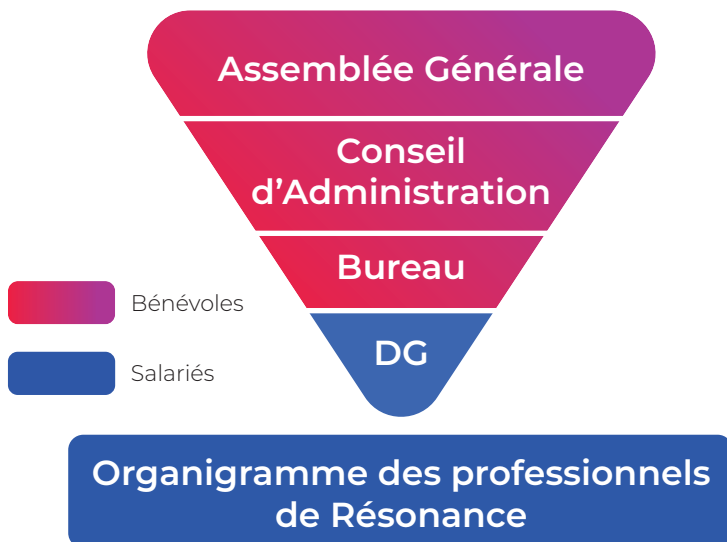 Assemblée Générale
Conseil
d'Administration
Bureau
DG
Bénévoles
Salariés
Organigramme des professionnels
de Résonance